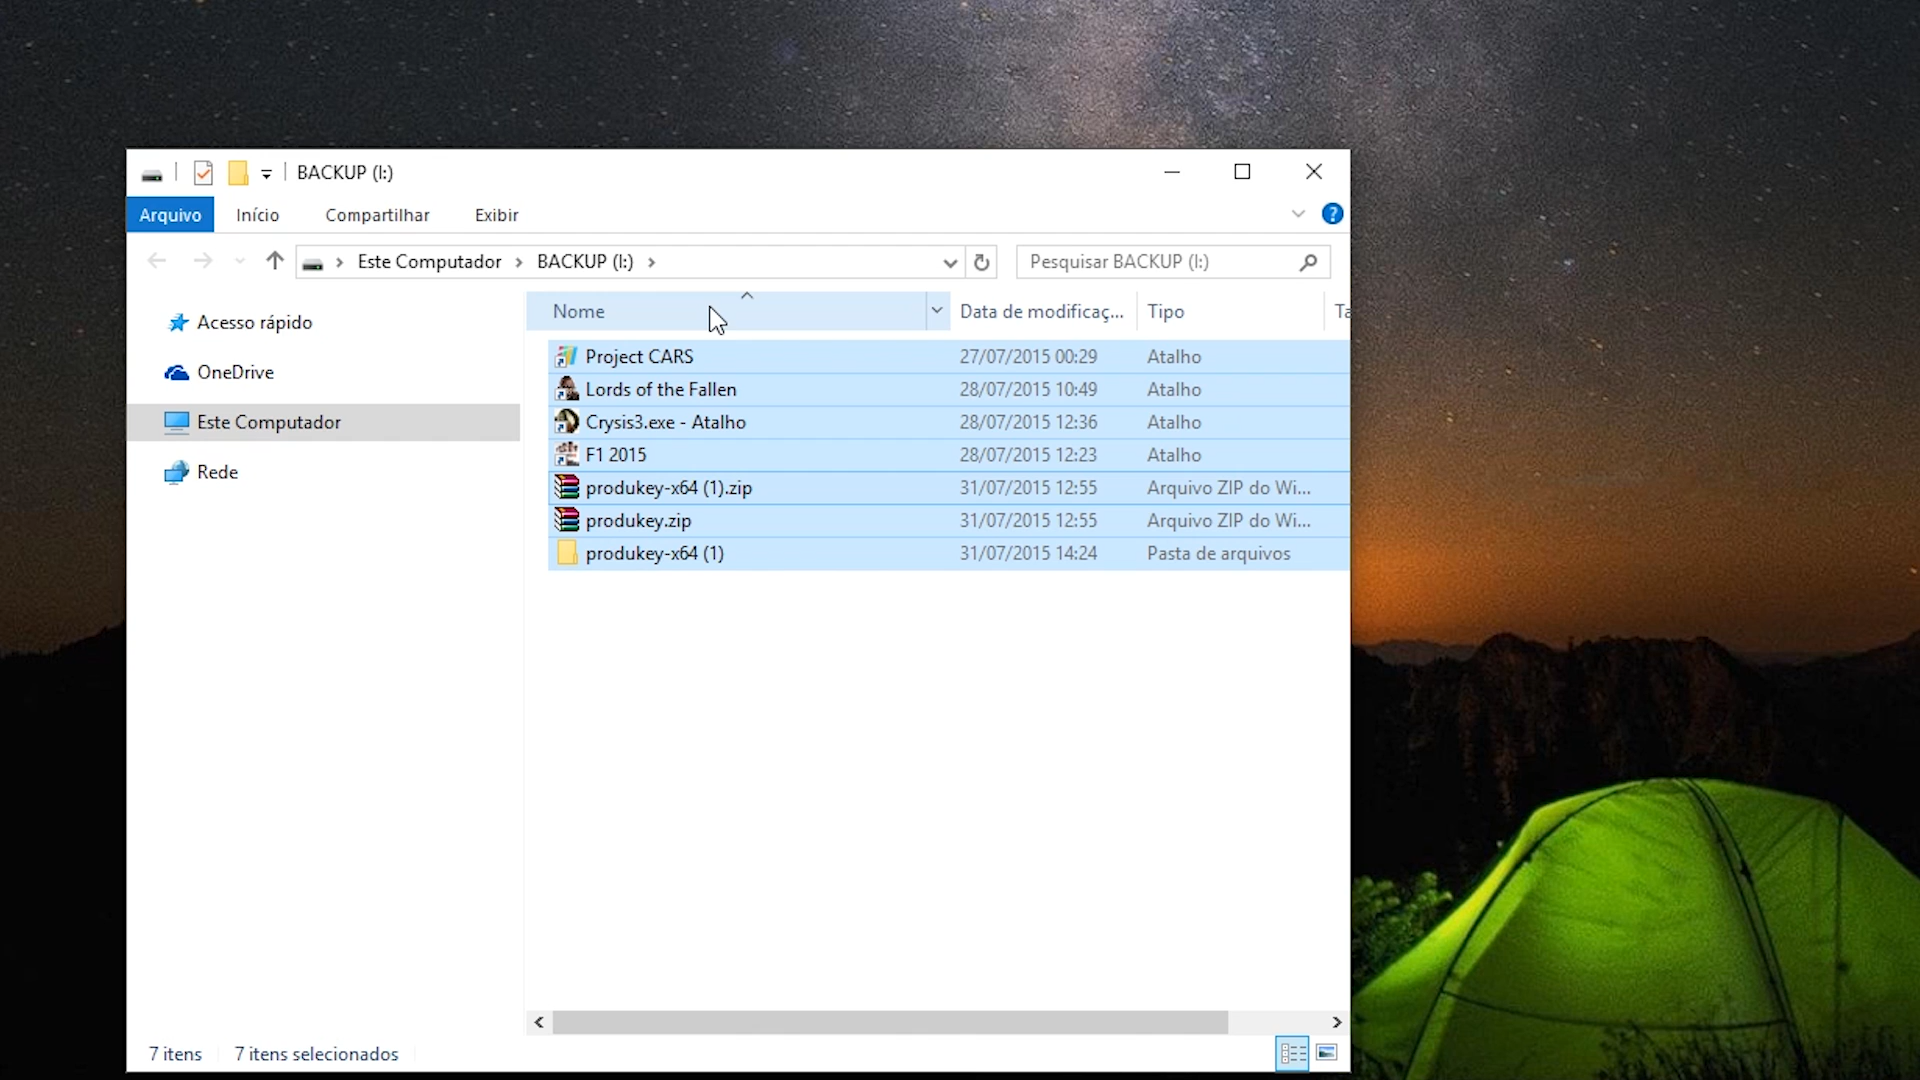 BACKUP (I:)
Arquivo Início Compartilhar Exibir
Este Computador BACKUP (I:) Pesquisar BACKUP (I:)
Acesso rápido
OneDrive
Este Computador
Rede
Nome Data de modificaç... Tipo Ta
Project CARS 27/07/2015 00:29 Atalho
Lords of the Fallen 28/07/2015 10:49 Atalho
Crysis3.exe - Atalho 28/07/2015 12:36 Atalho
F1 2015 28/07/2015 12:23 Atalho
produkey-x64 (1).zip 31/07/2015 12:55 Arquivo ZIP do Wi...
produkey.zip 31/07/2015 12:55 Arquivo ZIP do Wi...
produkey-x64 (1) 31/07/2015 14:24 Pasta de arquivos
7 itens 7 itens selecionados